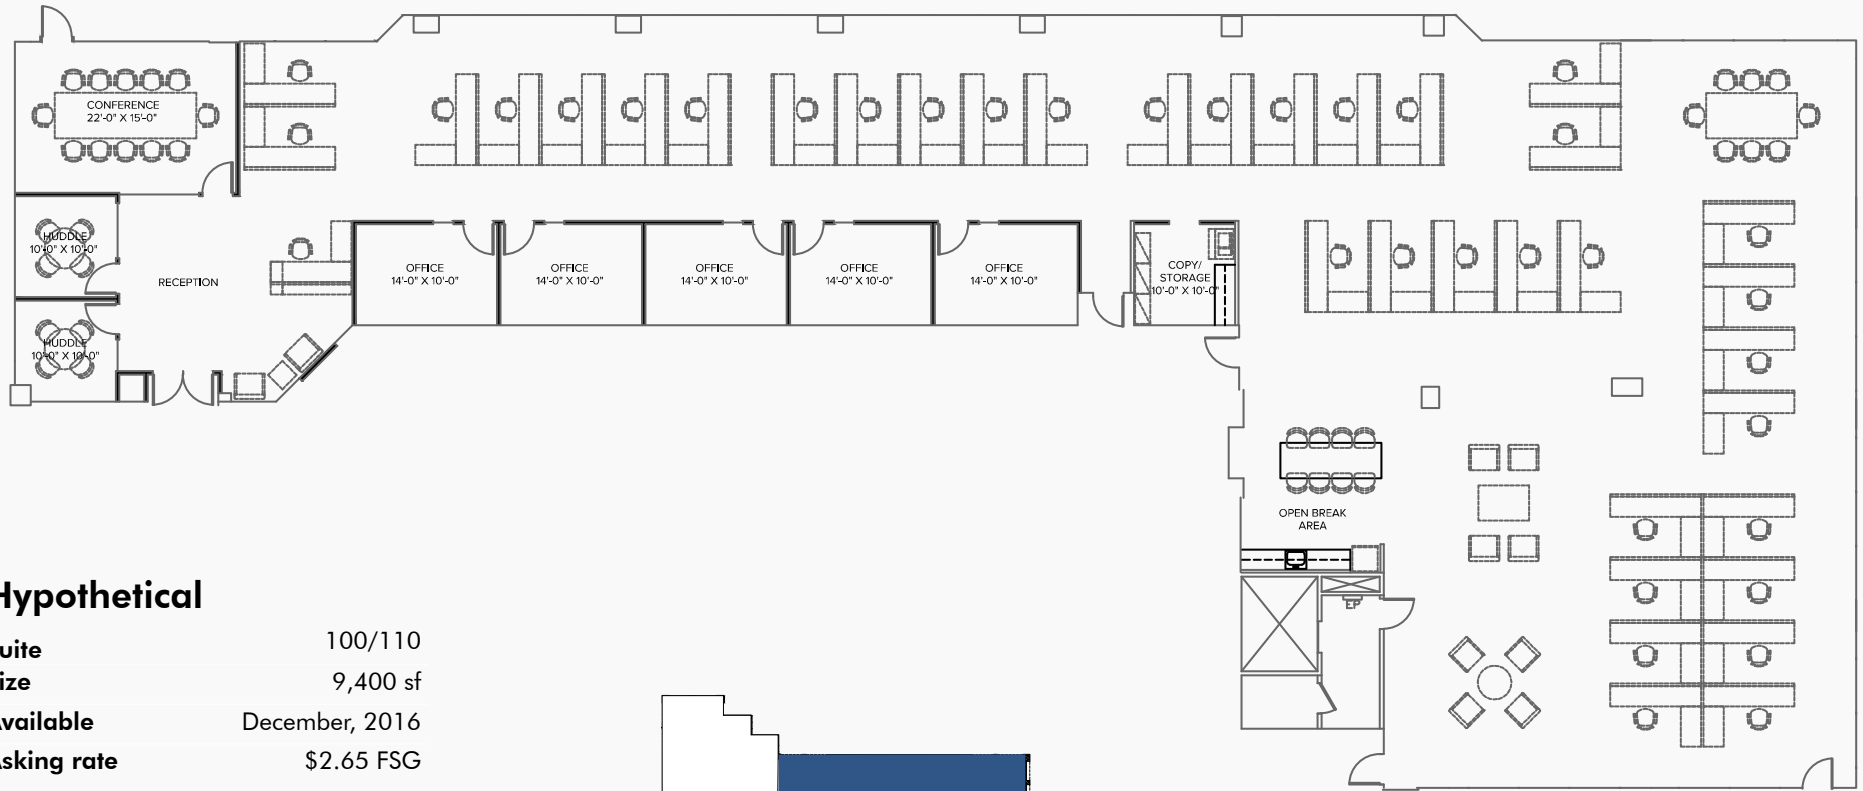 CONFERENCE
22'-0" X 15'-0"
HUDDLE
10'-0" X 10'-0"
RECEPTION
HUDDLE
10'-0" X 10'-0"
OFFICE
14'-0" X 10'-0"
OFFICE
14'-0" X 10'-0"
OFFICE
14'-0" X 10'-0"
OFFICE
14'-0" X 10'-0"
OFFICE
14'-0" X 10'-0"
COPY/
STORAGE
10'-0" X 10'-0"
OPEN BREAK
AREA
Hypothetical
uite 100/110
ize 9,400 sf
Available December, 2016
Asking rate $2.65 FSG